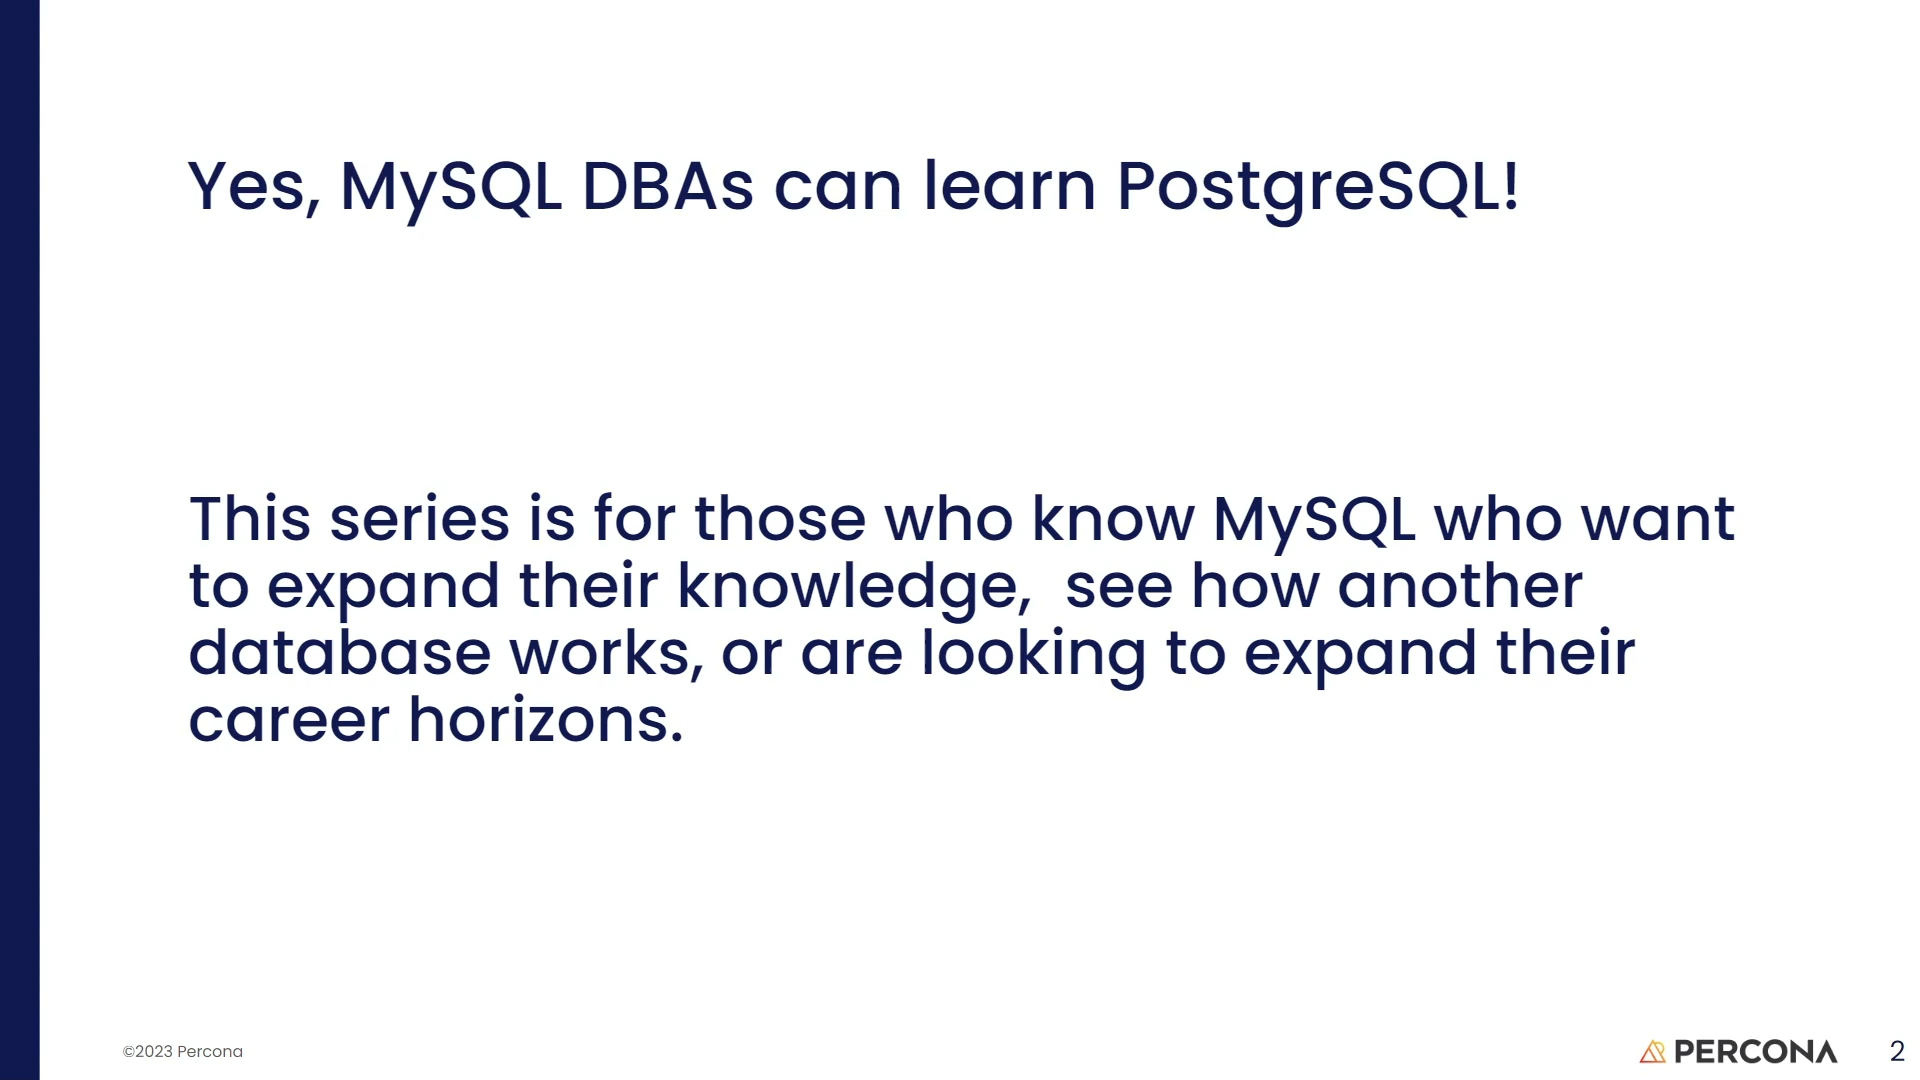 Yes, MySQL DBAs can learn PostgreSQL!
This series is for those who know MySQL who want
to expand their knowledge,  see how another
database works, or are looking to expand their
career horizons.
©2023 Percona
PERCONA
2